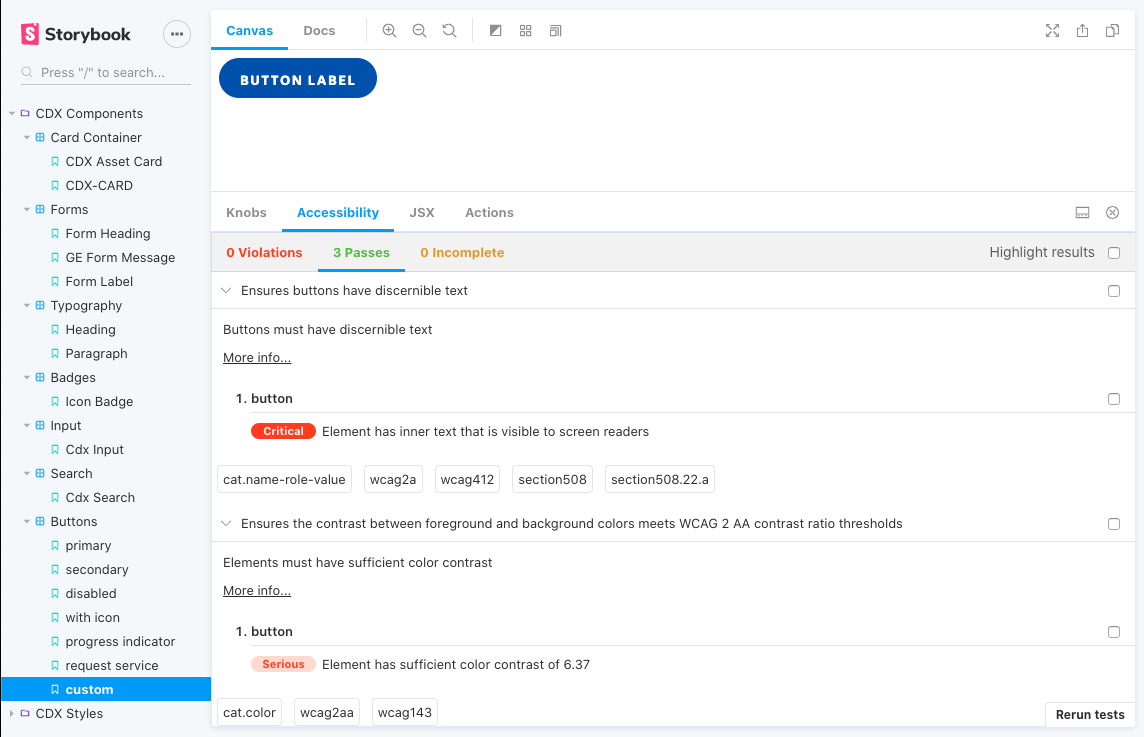 Storybook
Press "/" to search...
CDX Components
Card Container
CDX Asset Card
CDX-CARD
Forms
Form Heading
GE Form Message
Form Label
Typography
Heading
Paragraph
Badges
Icon Badge
Input
Cdx Input
Search
Cdx Search
Buttons
primary
secondary
disabled
with icon
progress indicator
request service
custom
CDX Styles
Canvas Docs
BUTTON LABEL
Knobs Accessibility JSX Actions
0 Violations 3 Passes 0 Incomplete Highlight results
Ensures buttons have discernible text
Buttons must have discernible text
More info...
1. button
Critical Element has inner text that is visible to screen readers
cat.name-role-value wcag2a wcag412 section508 section508.22.a
Ensures the contrast between foreground and background colors meets WCAG 2 AA contrast ratio thresholds
Elements must have sufficient color contrast
More info...
1. button
Serious Element has sufficient color contrast of 6.37
cat.color wcag2aa wcag143
Rerun tests